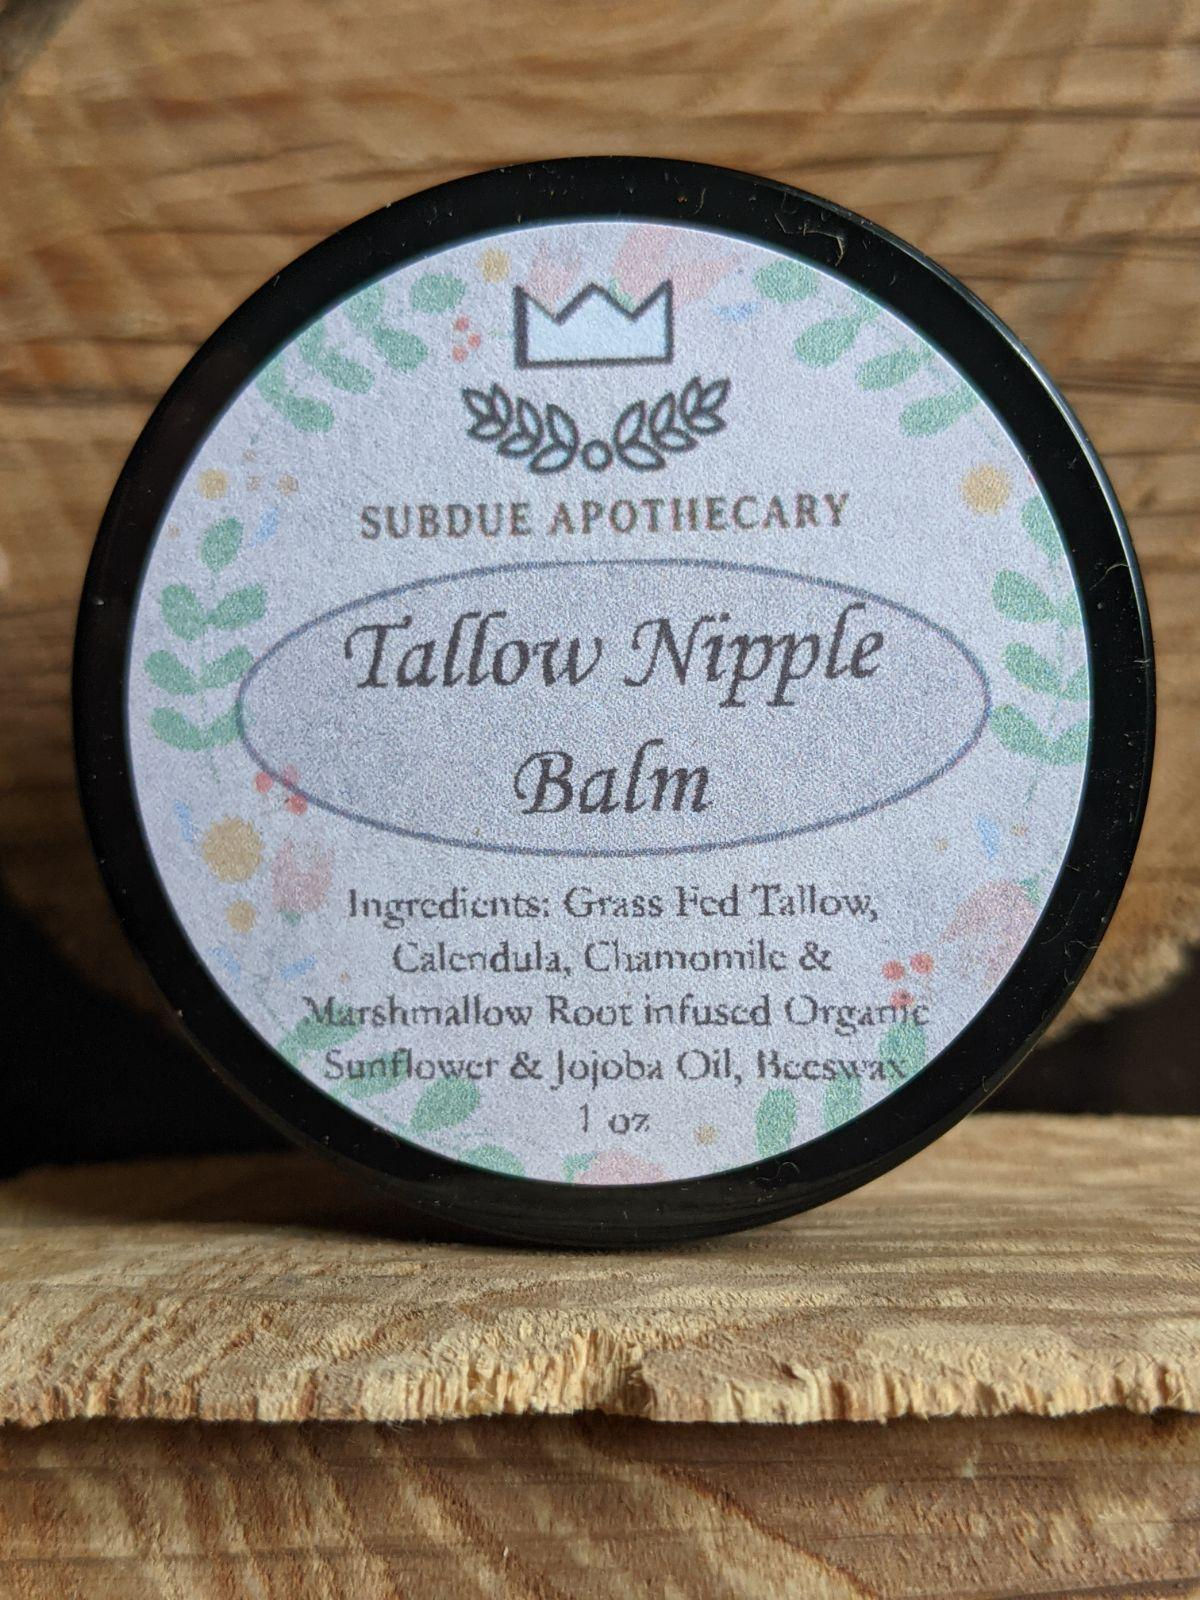 SUBDUE APOTHECARY
Tallow Nipple
Balm
Ingredients: Grass Fed Tallow,
Calendula, Chamomile &
Marshmallow Root infused Organic
Sunflower & Jojoba Oil, Beeswax
1 oz